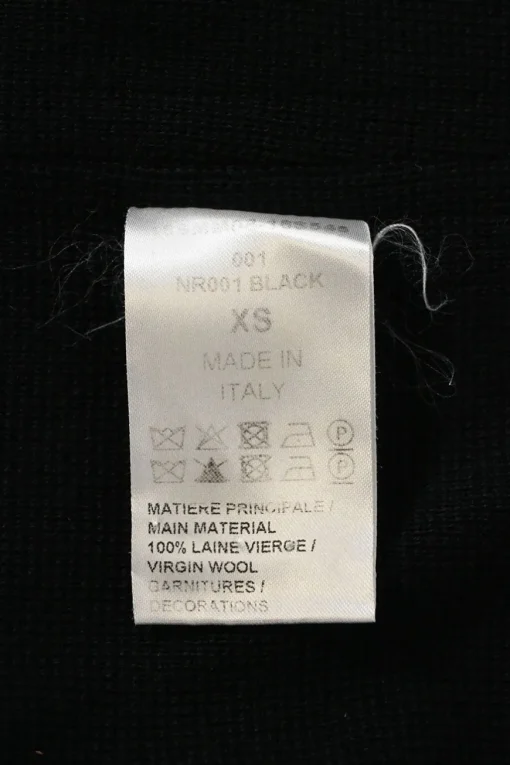 001
NR001 BLACK
XS
MADE IN
ITALY
P
P
MATIERE PRINCIPALE /
MAIN MATERIAL
100% LAINE VIERGE /
VIRGIN WOOL
GARNITURES /
DECORATIONS